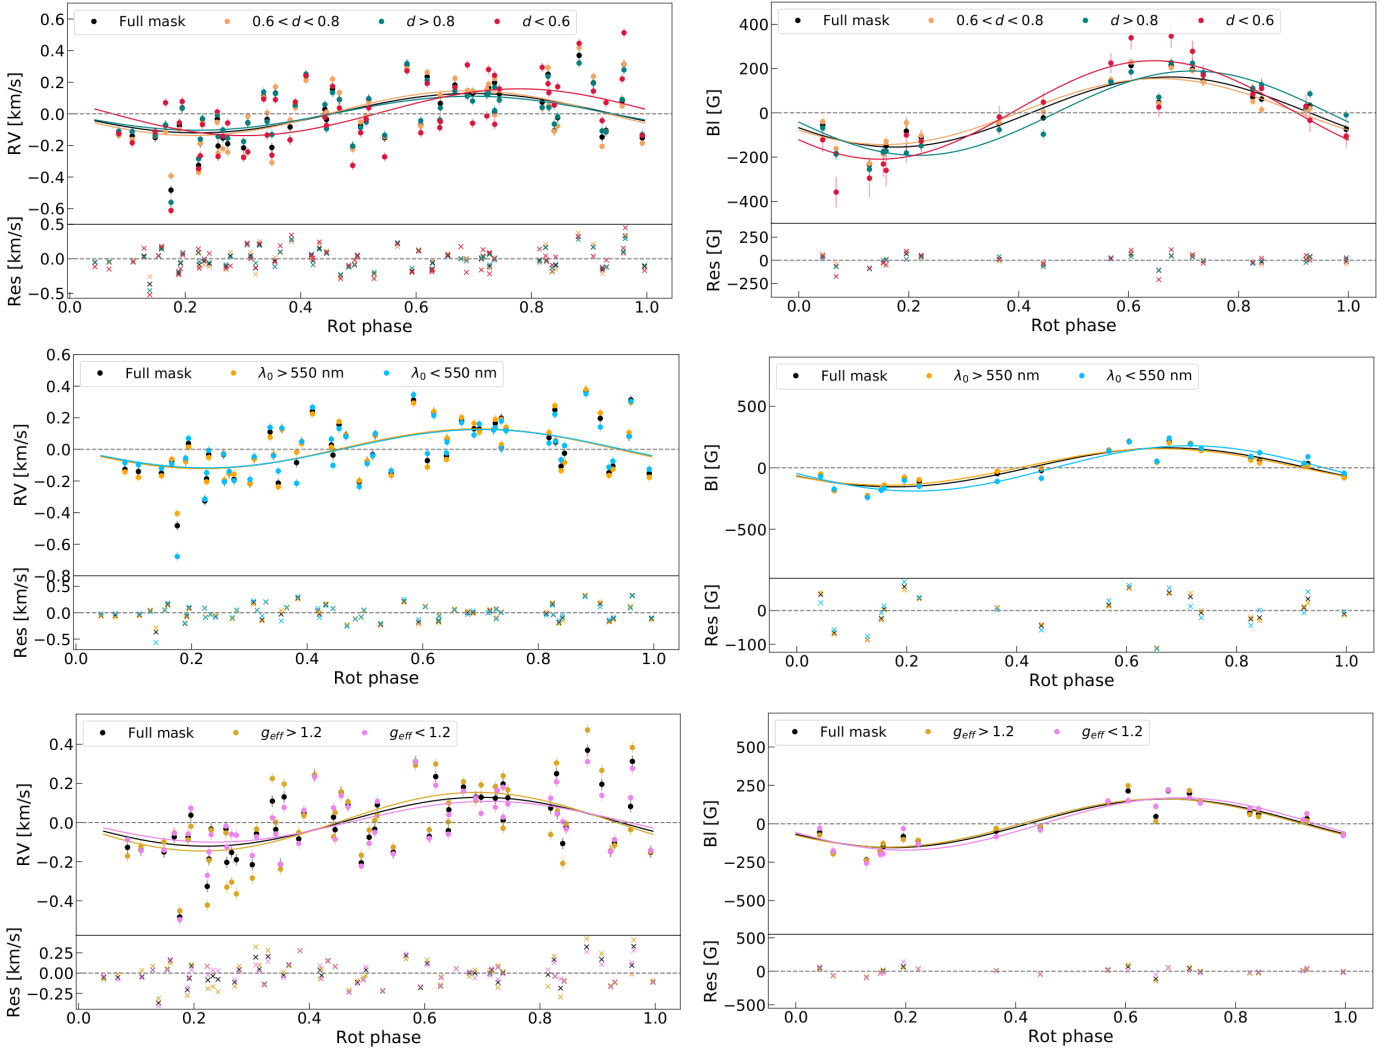 Full mask 0.6 < d < 0.8 d > 0.8 d < 0.6
RV [km/s]
0.6
0.4
0.2
0.0
−0.2
−0.4
−0.6
Res [km/s]
0.5
0.0
−0.5
0.0 0.2 0.4 0.6 0.8 1.0
Rot phase
Full mask 0.6 < d < 0.8 d > 0.8 d < 0.6
Bl [G]
400
200
0
−200
−400
Res [G]
250
0
−250
0.0 0.2 0.4 0.6 0.8 1.0
Rot phase
Full mask λ₀ > 550 nm λ₀ < 550 nm
RV [km/s]
0.6
0.4
0.2
0.0
−0.2
−0.4
−0.6
−0.8
Res [km/s]
0.5
0.0
−0.5
0.0 0.2 0.4 0.6 0.8 1.0
Rot phase
Full mask λ₀ > 550 nm λ₀ < 550 nm
Bl [G]
500
0
−500
Res [G]
0
−100
0.0 0.2 0.4 0.6 0.8 1.0
Rot phase
Full mask g_eff > 1.2 g_eff < 1.2
RV [km/s]
0.4
0.2
0.0
−0.2
−0.4
Res [km/s]
0.25
0.00
−0.25
0.0 0.2 0.4 0.6 0.8 1.0
Rot phase
Full mask g_eff > 1.2 g_eff < 1.2
Bl [G]
500
250
0
−250
−500
Res [G]
500
0
−500
0.0 0.2 0.4 0.6 0.8 1.0
Rot phase